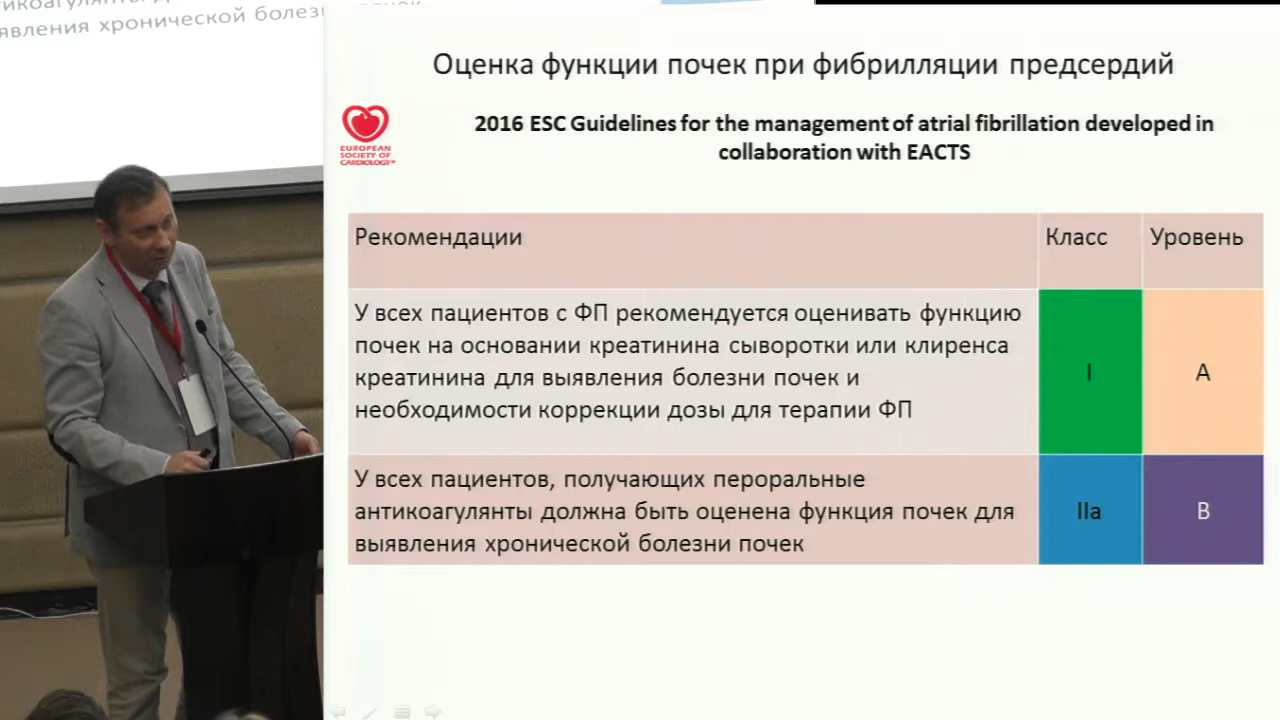 явления хронической
Оценка функции почек при фибрилляции предсердий
EUROPEAN
SOCIETY OF
CARDIOLOGY®
2016 ESC Guidelines for the management of atrial fibrillation developed in
collaboration with EACTS
Рекомендации
Класс
Уровень
У всех пациентов с ФП рекомендуется оценивать функцию
почек на основании креатинина сыворотки или клиренса
креатинина для выявления болезни почек и
необходимости коррекции дозы для терапии ФП
I
A
У всех пациентов, получающих пероральные
антикоагулянты должна быть оценена функция почек для
выявления хронической болезни почек
IIa
B